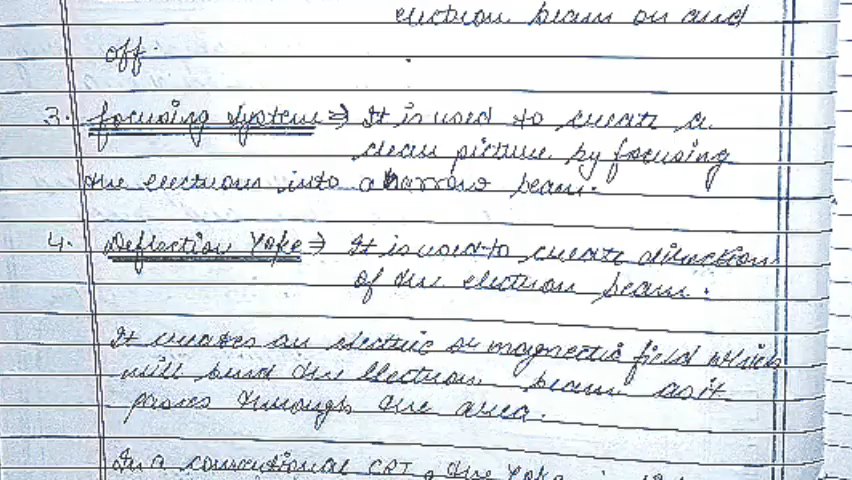 electron beam on and
off.
3. focusing system ⇒ It is used to create a
clear picture by focusing
the electrons into a narrow beam.
4. Deflection Yoke ⇒ It is used to create direction
of the electron beam.
It creates an electric or magnetic field which
will bend the electron beam as it
passes through the area.
In a conventional CRT, the Yoke